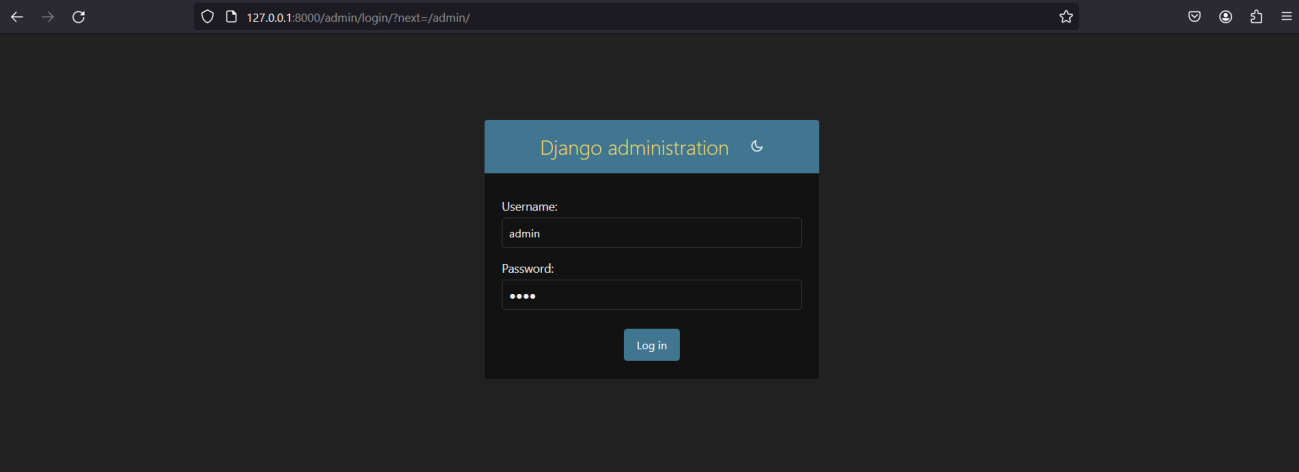 127.0.0.1:8000/admin/login/?next=/admin/
Django administration
Username:
admin
Password:
••••
Log in